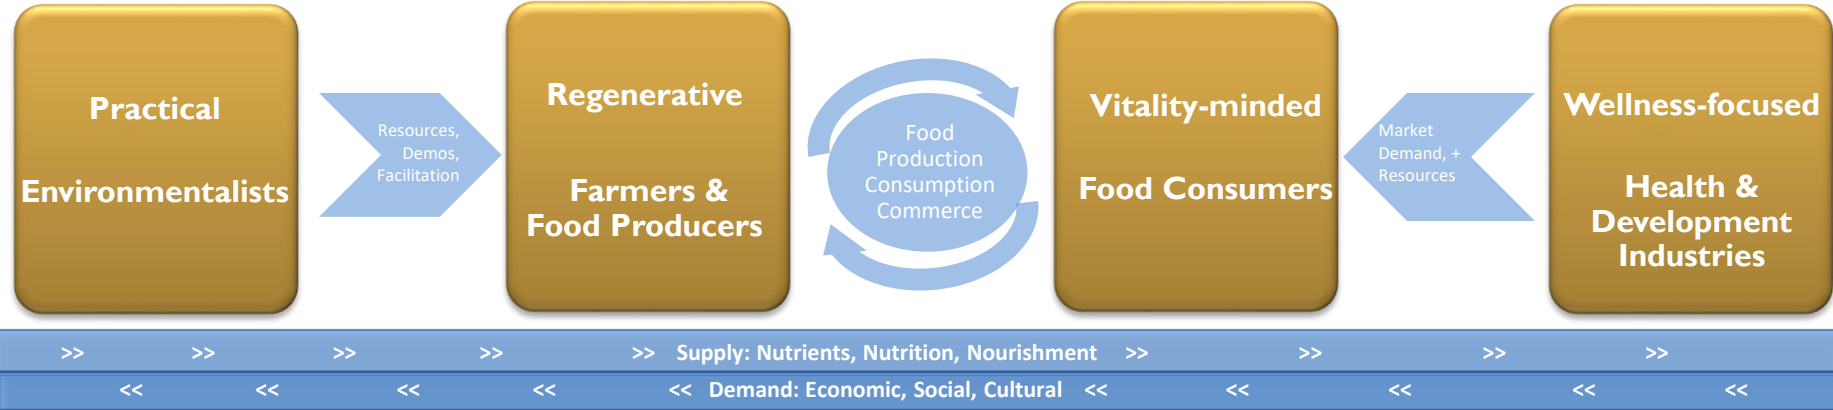 Practical
Environmentalists
Resources,
Demos,
Facilitation
Regenerative
Farmers &
Food Producers
Food
Production
Consumption
Commerce
Vitality-minded
Food Consumers
Market
Demand, +
Resources
Wellness-focused
Health &
Development
Industries
>> >> >> >> >> Supply: Nutrients, Nutrition, Nourishment >> >> >> >>
<< << << << << Demand: Economic, Social, Cultural << << << << <<